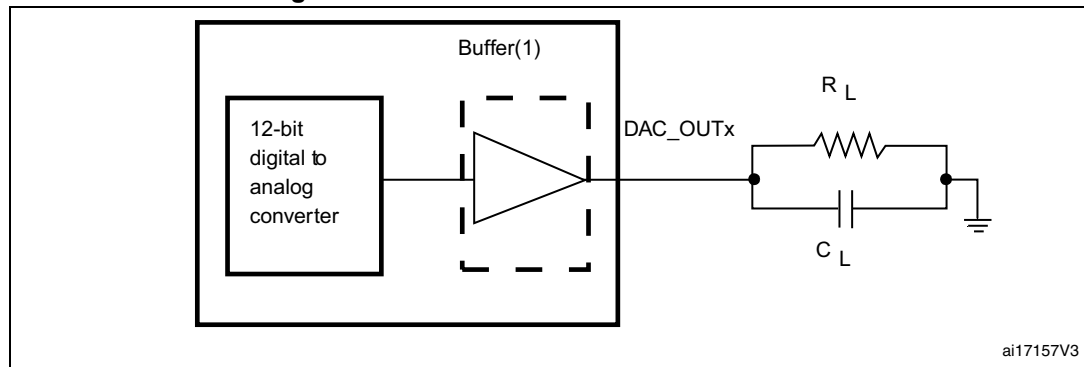 Buffer(1)
12-bit
digital to
analog
converter
DAC_OUTx
R L
C L
ai17157V3